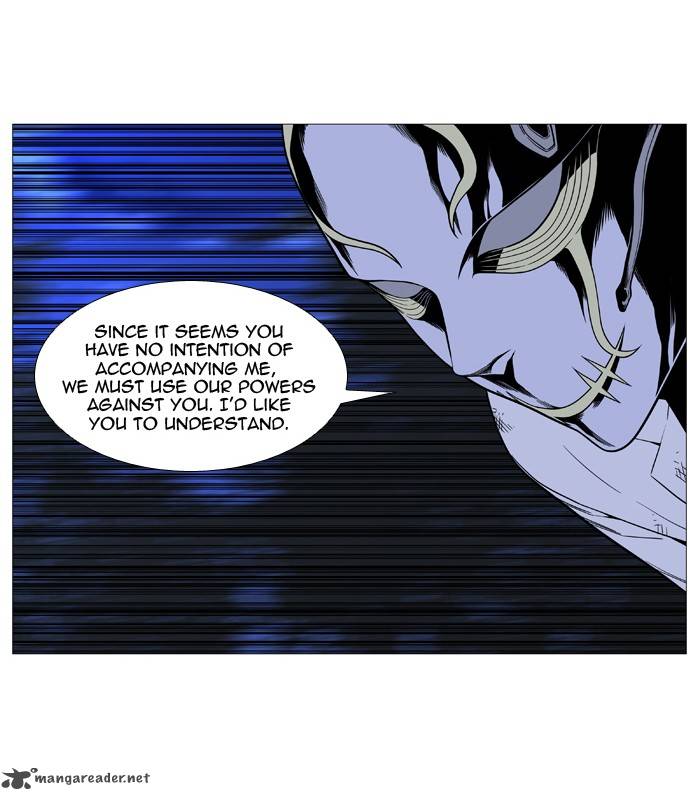 SINCE IT SEEMS YOU
HAVE NO INTENTION OF
ACCOMPANYING ME,
WE MUST USE OUR POWERS
AGAINST YOU. I'D LIKE
YOU TO UNDERSTAND.
mangareader.net